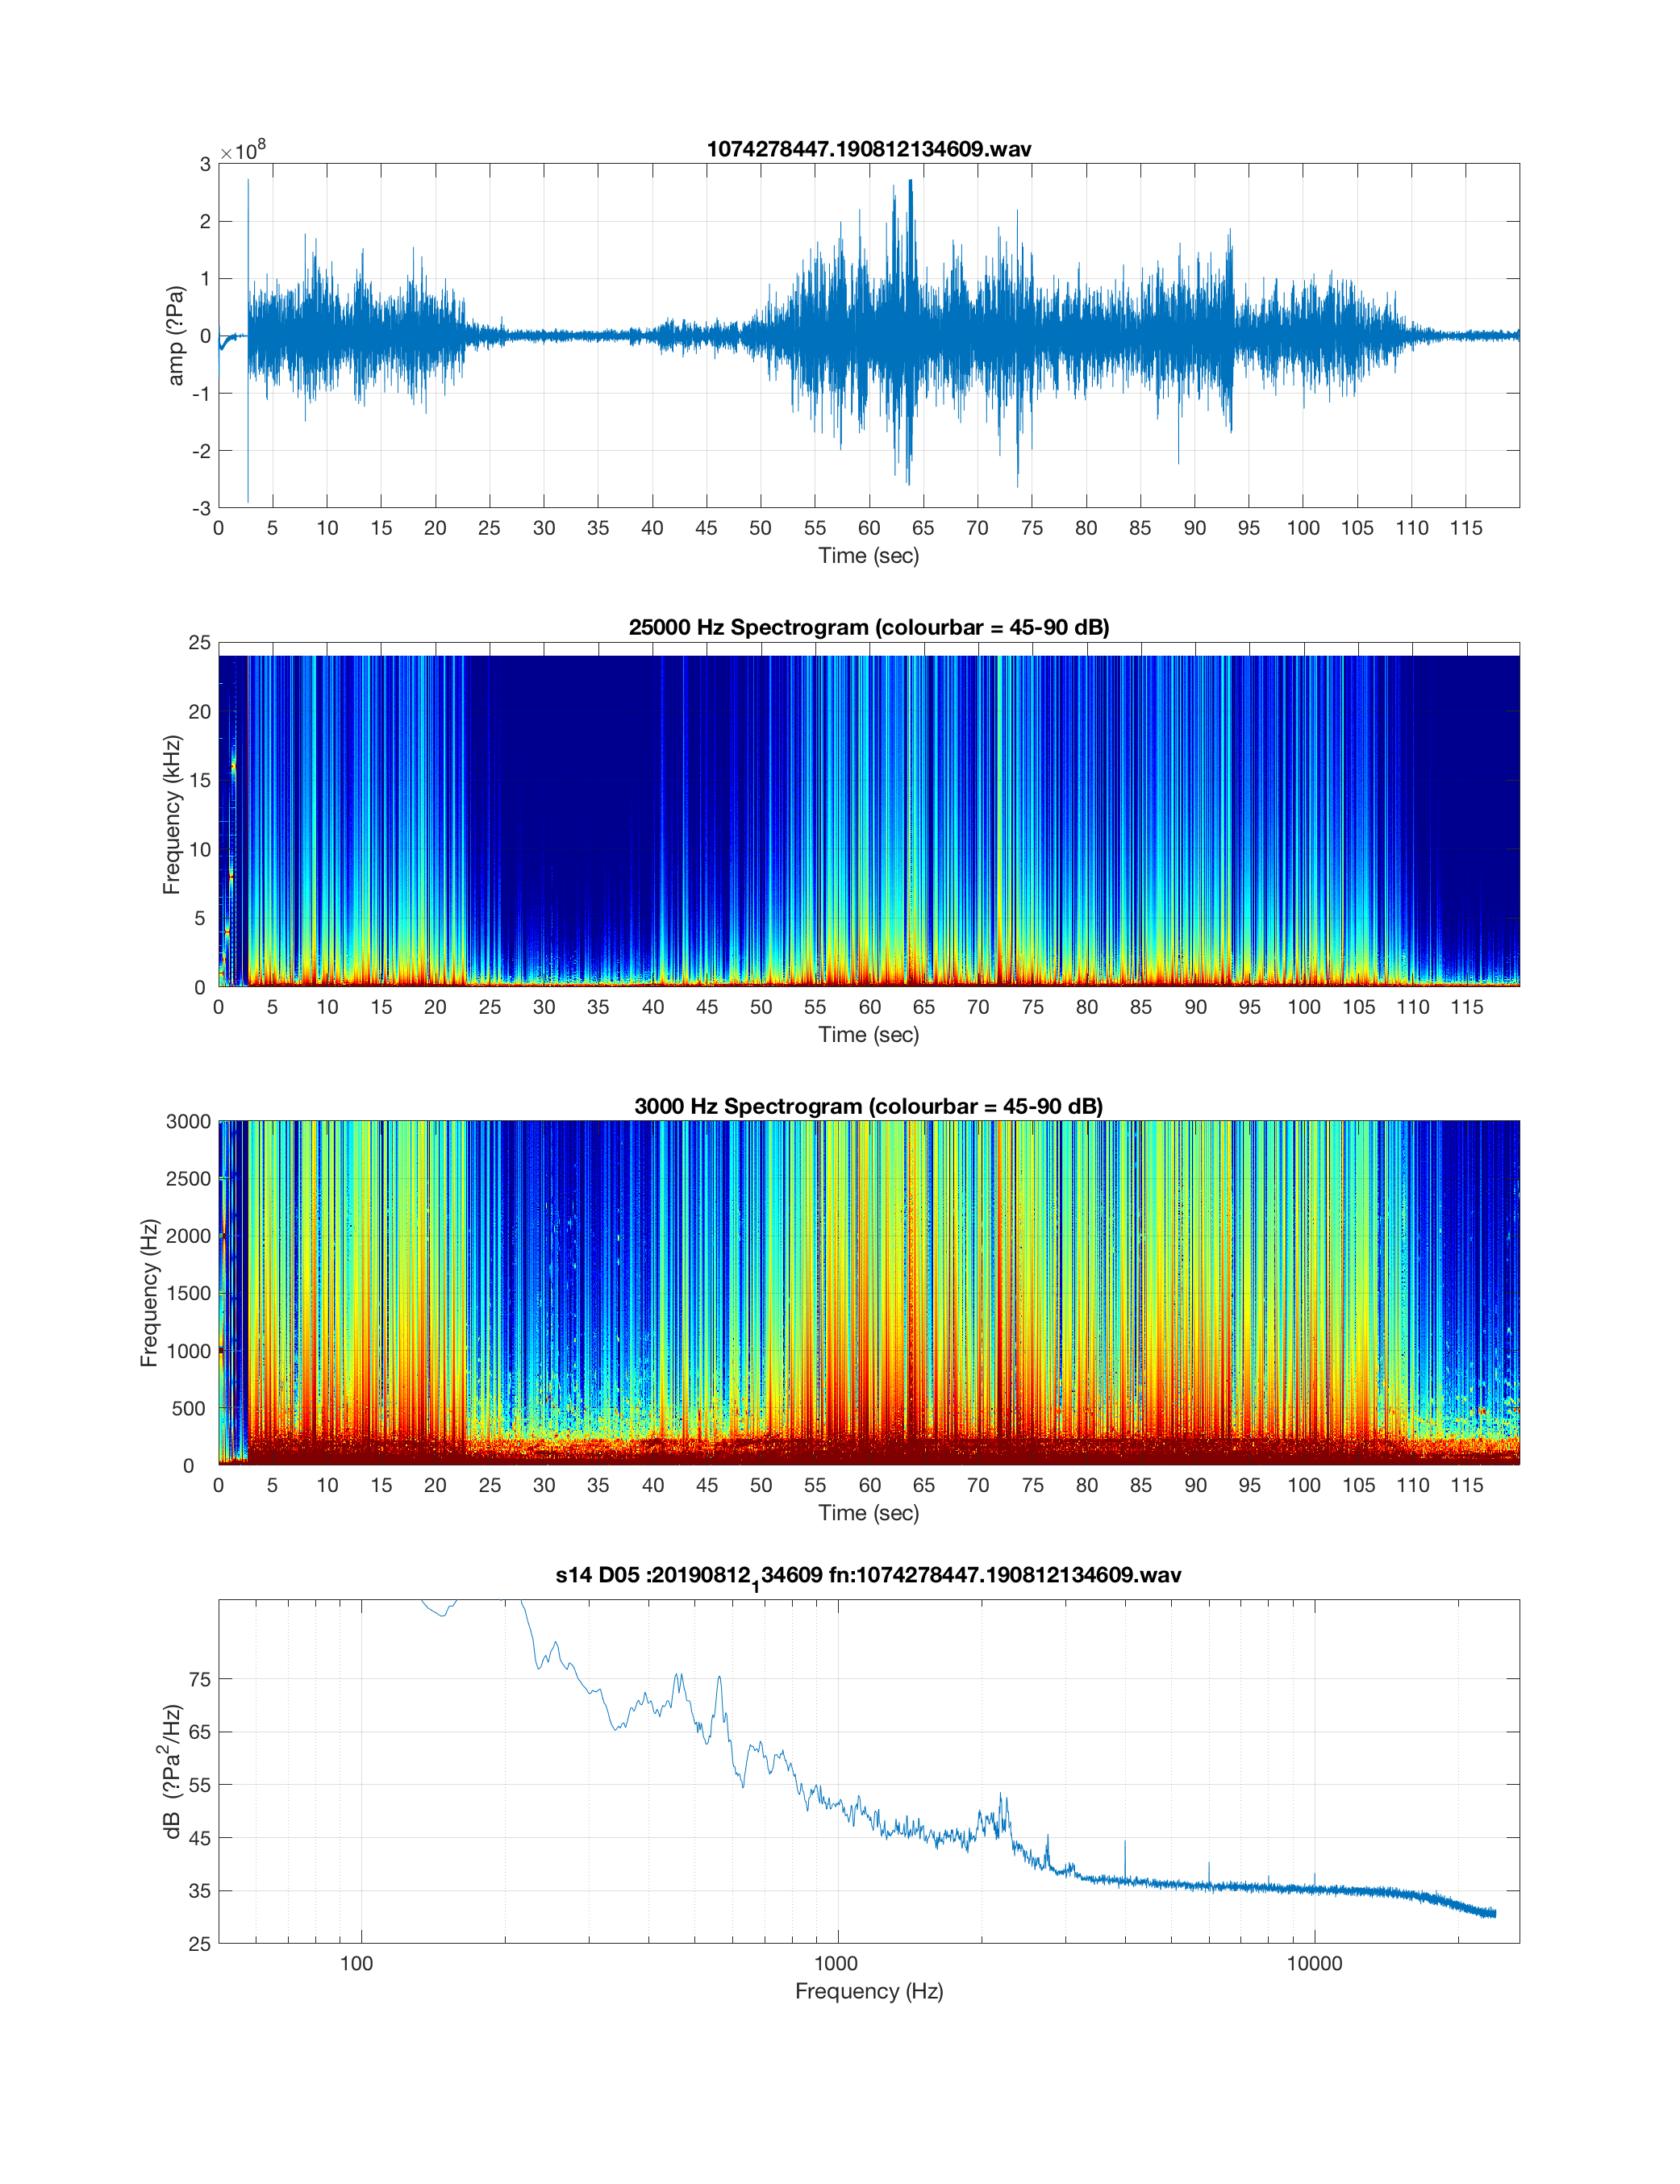 1074278447.190812134609.wav
×10⁸
3
2
1
0
-1
-2
-3
amp (?Pa)
0 5 10 15 20 25 30 35 40 45 50 55 60 65 70 75 80 85 90 95 100 105 110 115
Time (sec)
25000 Hz Spectrogram (colourbar = 45-90 dB)
25
20
15
10
5
0
Frequency (kHz)
0 5 10 15 20 25 30 35 40 45 50 55 60 65 70 75 80 85 90 95 100 105 110 115
Time (sec)
3000 Hz Spectrogram (colourbar = 45-90 dB)
3000
2500
2000
1500
1000
500
0
Frequency (Hz)
0 5 10 15 20 25 30 35 40 45 50 55 60 65 70 75 80 85 90 95 100 105 110 115
Time (sec)
s14 D05 :20190812₁34609 fn:1074278447.190812134609.wav
75
65
55
45
35
25
dB (?Pa²/Hz)
100 1000 10000
Frequency (Hz)